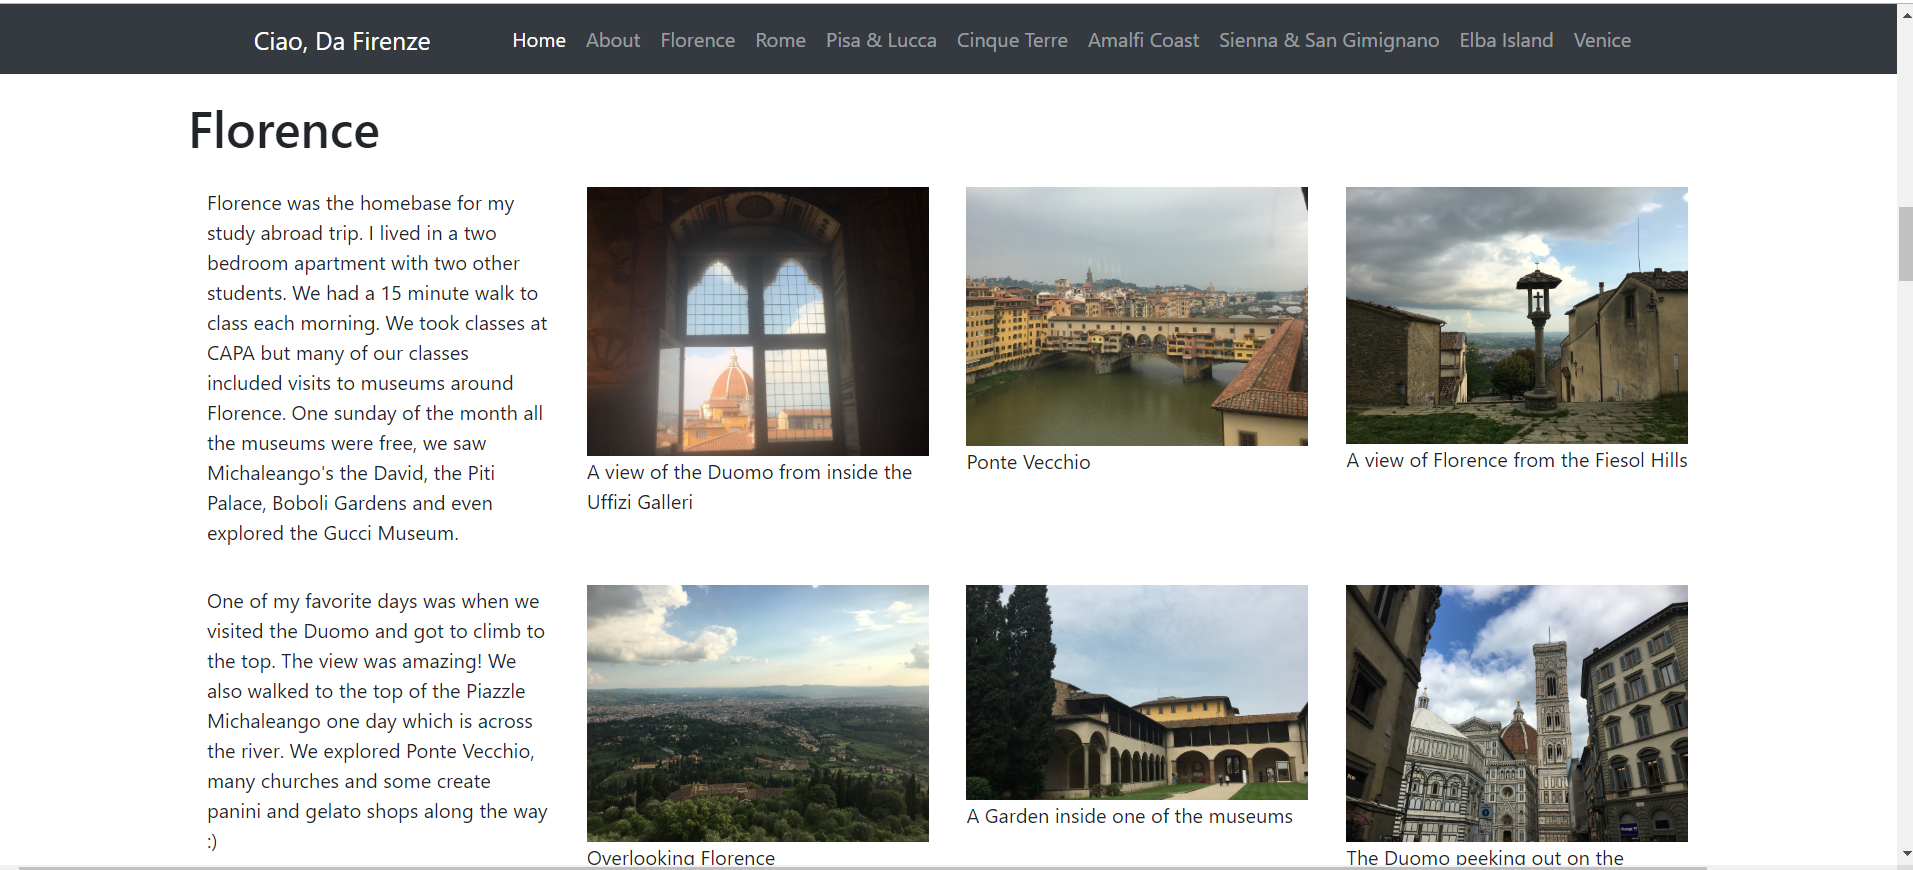 Ciao, Da Firenze Home About Florence Rome Pisa & Lucca Cinque Terre Amalfi Coast Sienna & San Gimignano Elba Island Venice
Florence
Florence was the homebase for my
study abroad trip. I lived in a two
bedroom apartment with two other
students. We had a 15 minute walk to
class each morning. We took classes at
CAPA but many of our classes
included visits to museums around
Florence. One sunday of the month all
the museums were free, we saw
Michaleango's the David, the Piti
Palace, Boboli Gardens and even
explored the Gucci Museum.
A view of the Duomo from inside the
Uffizi Galleri
Ponte Vecchio
A view of Florence from the Fiesol Hills
One of my favorite days was when we
visited the Duomo and got to climb to
the top. The view was amazing! We
also walked to the top of the Piazzle
Michaleango one day which is across
the river. We explored Ponte Vecchio,
many churches and some create
panini and gelato shops along the way
:)
Overlooking Florence
A Garden inside one of the museums
The Duomo peeking out on the